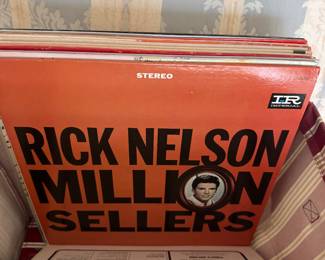 STEREO
IR
IMPERIAL
RICK NELSON
MILLION
SELLERS